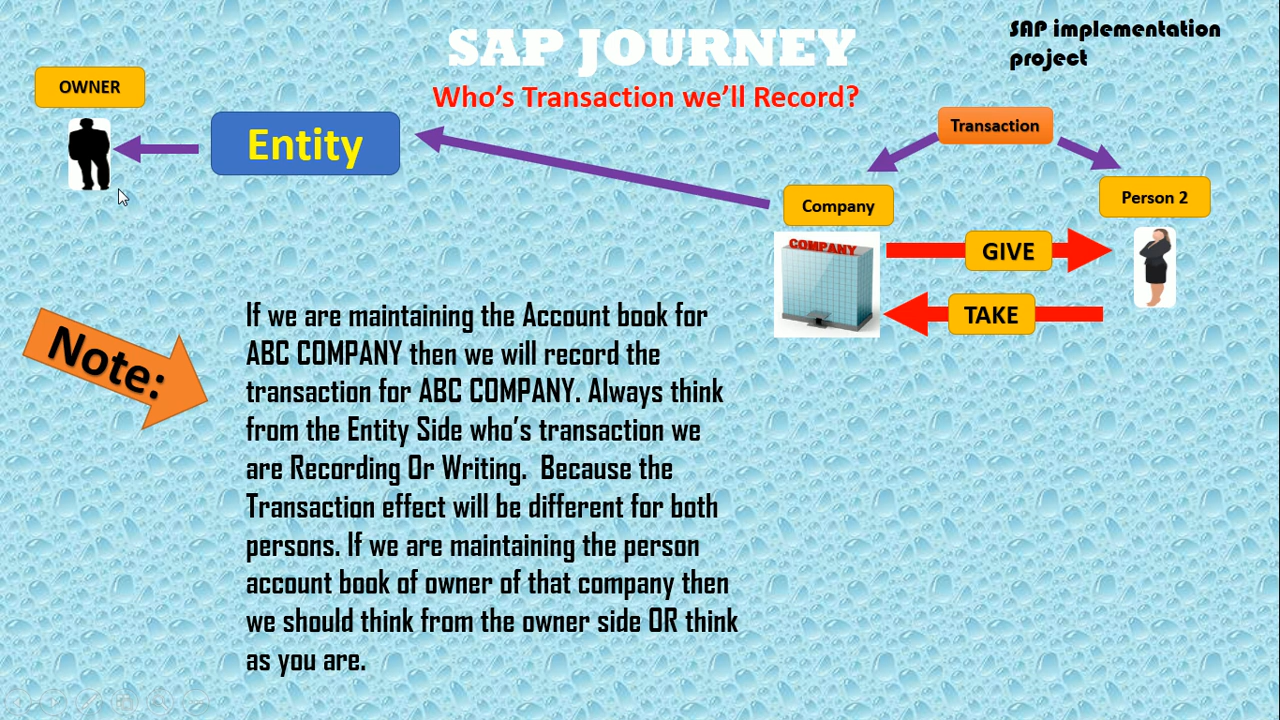 SAP JOURNEY
SAP implementation
project
Who's Transaction we'll Record?
OWNER
Entity
Transaction
Company
Person 2
COMPANY
GIVE
TAKE
Note:
If we are maintaining the Account book for
ABC COMPANY then we will record the
transaction for ABC COMPANY. Always think
from the Entity Side who's transaction we
are Recording Or Writing.  Because the
Transaction effect will be different for both
persons. If we are maintaining the person
account book of owner of that company then
we should think from the owner side OR think
as you are.